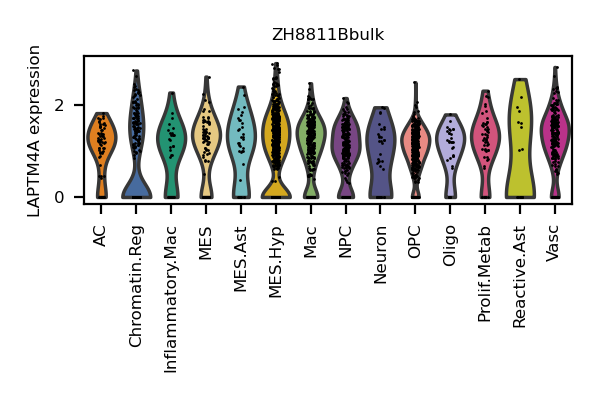 ZH8811Bbulk
LAPTM4A expression
2
0
AC
Chromatin.Reg
Inflammatory.Mac
MES
MES.Ast
MES.Hyp
Mac
NPC
Neuron
OPC
Oligo
Prolif.Metab
Reactive.Ast
Vasc